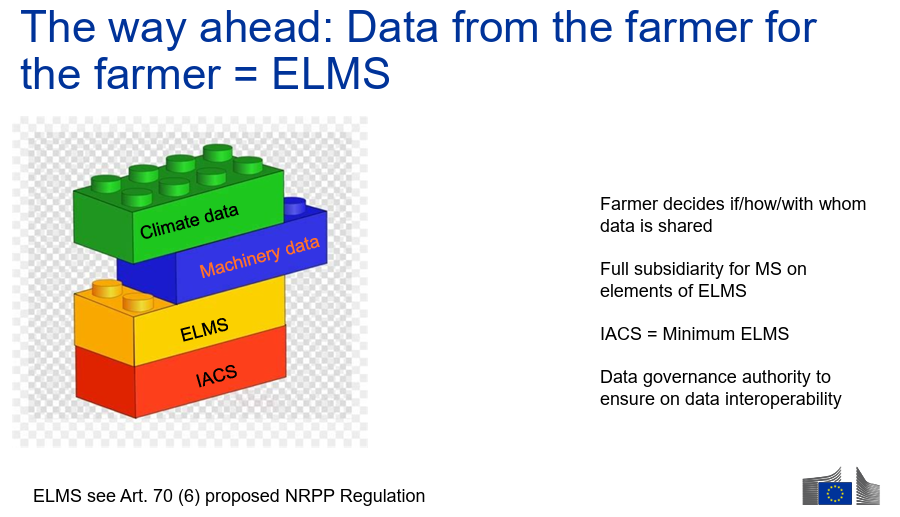 The way ahead: Data from the farmer for
the farmer = ELMS
Climate data
Machinery data
ELMS
IACS
Farmer decides if/how/with whom
data is shared
Full subsidiarity for MS on
elements of ELMS
IACS = Minimum ELMS
Data governance authority to
ensure on data interoperability
ELMS see Art. 70 (6) proposed NRPP Regulation